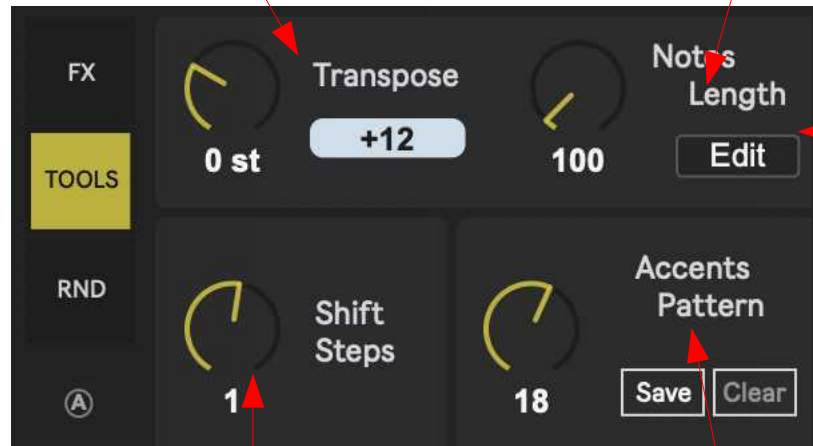 FX
TOOLS
RND
Ⓐ
Transpose
0 st
+12
Notes
Length
100
Edit
Shift
Steps
1
Accents
Pattern
18
Save
Clear